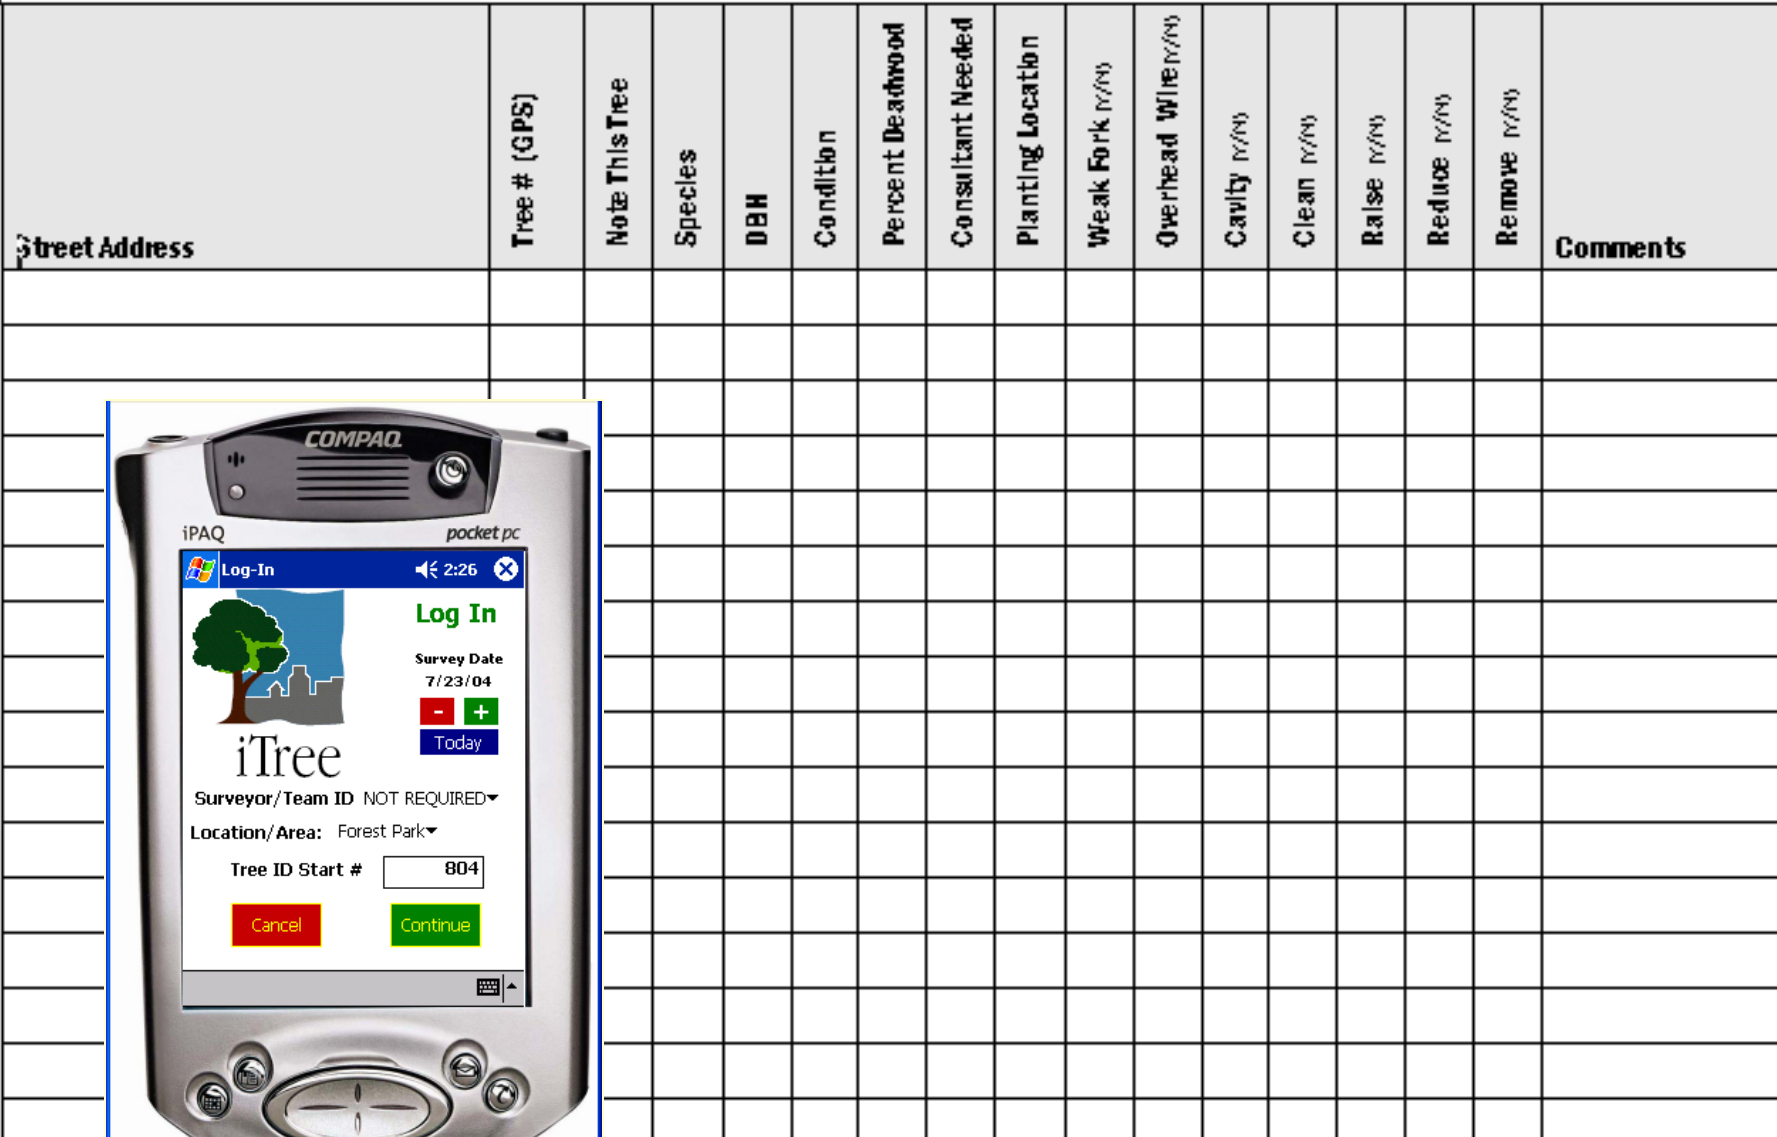 Street Address
Tree # (GPS)
Note This Tree
Species
DBH
Condition
Percent Deadwood
Consultant Needed
Planting Location
Weak Fork (Y/N)
Overhead Wire (Y/N)
Cavity (Y/N)
Clean (Y/N)
Raise (Y/N)
Reduce (Y/N)
Remove (Y/N)
Comments
COMPAQ
iPAQ pocket pc
Log-In 2:26
Log In
Survey Date
7/23/04
- +
Today
iTree
Surveyor/Team ID NOT REQUIRED
Location/Area: Forest Park
Tree ID Start # 804
Cancel Continue